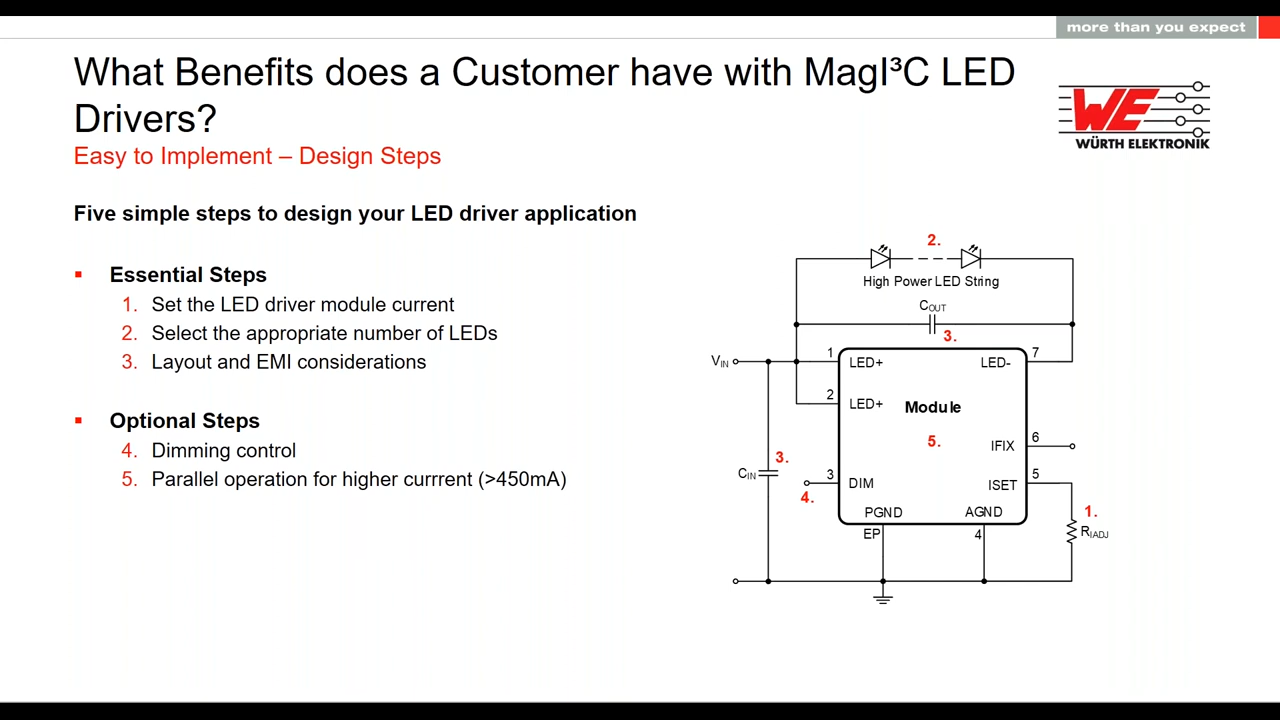 more than you expect
What Benefits does a Customer have with MagI³C LED
Drivers?
Easy to Implement – Design Steps
WE
WÜRTH ELEKTRONIK
Five simple steps to design your LED driver application
▪ Essential Steps
1. Set the LED driver module current
2. Select the appropriate number of LEDs
3. Layout and EMI considerations
▪ Optional Steps
4. Dimming control
5. Parallel operation for higher currrent (>450mA)
2.
High Power LED String
COUT
3.
VIN
1
LED+
LED-
7
2
LED+
Module
5.
IFIX
6
CIN
3.
3
DIM
4.
ISET
5
PGND
AGND
1.
EP
4
RIADJ